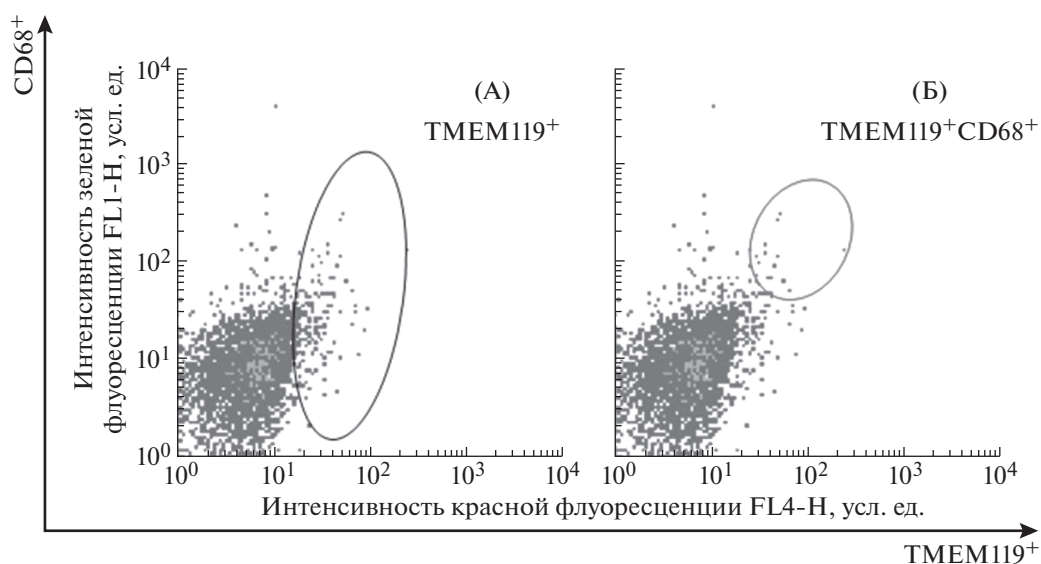 CD68⁺
Интенсивность зеленой
флуоресценции FL1-H, усл. ед.
10⁴
10³
10²
10¹
10⁰
(А)
TMEM119⁺
(Б)
TMEM119⁺CD68⁺
10⁰ 10¹ 10² 10³ 10⁴
10⁰ 10¹ 10² 10³ 10⁴
Интенсивность красной флуоресценции FL4-H, усл. ед.
TMEM119⁺